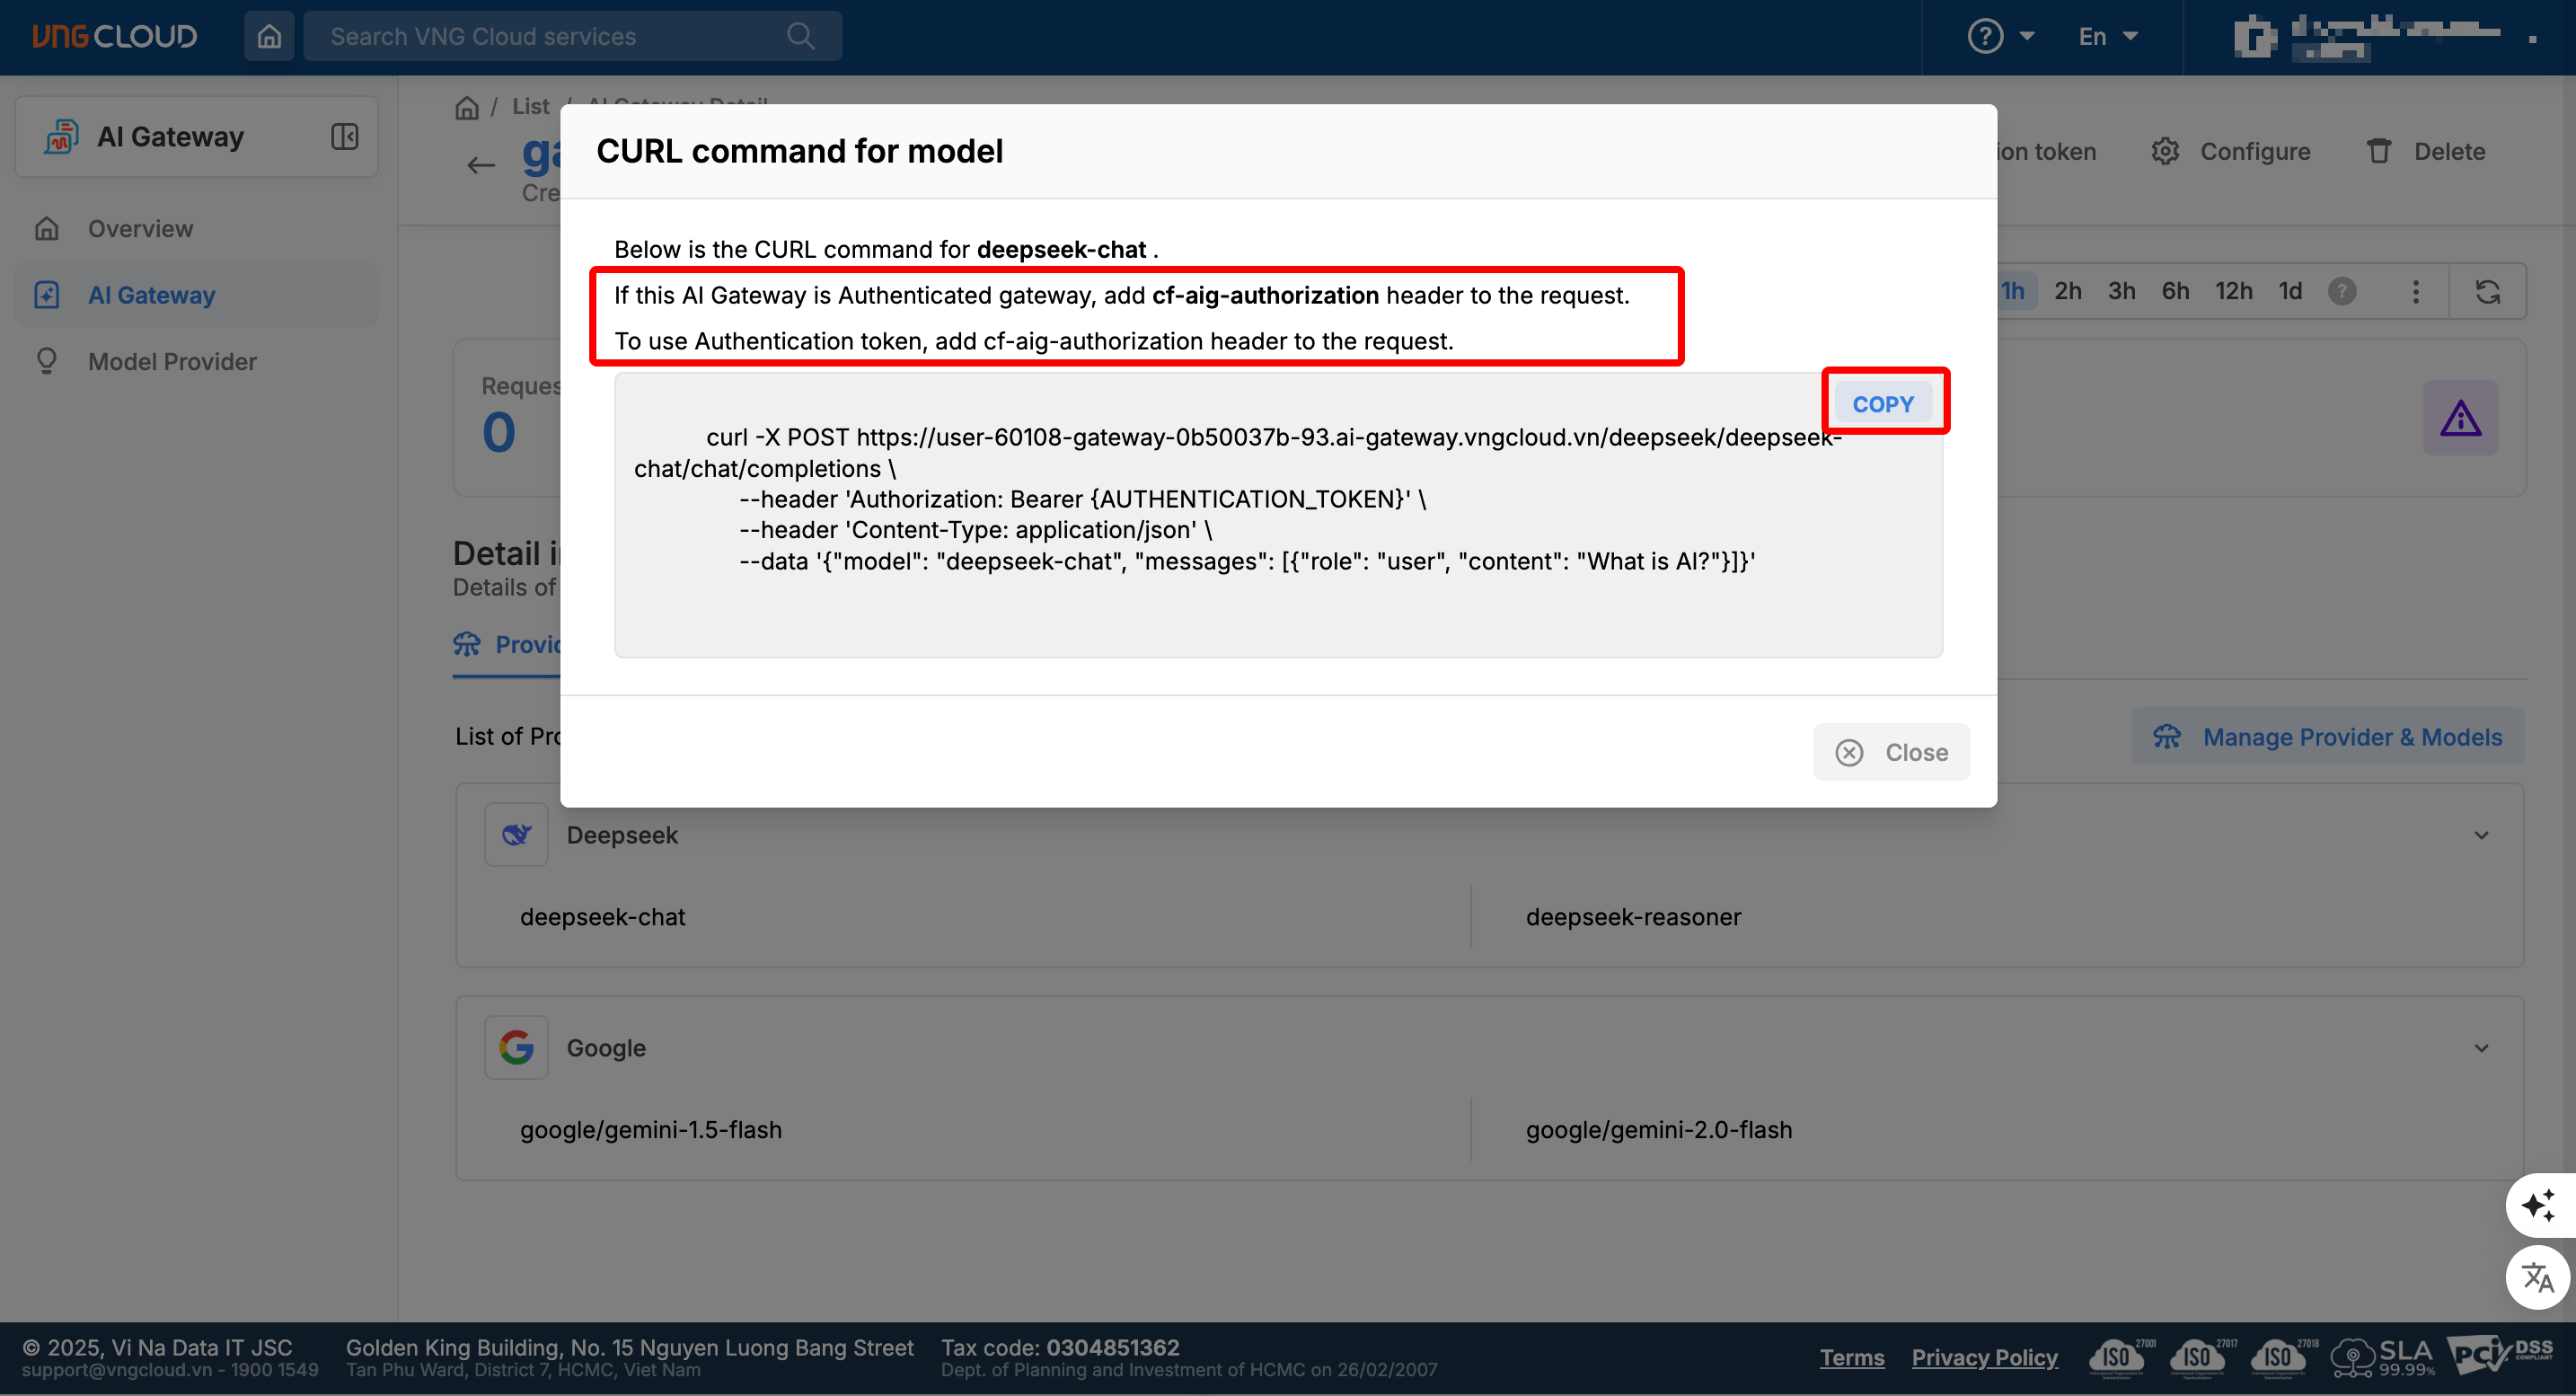 VNG CLOUD
Search VNG Cloud services
?
En
AI Gateway
Overview
AI Gateway
Model Provider
/ List /
ga
Cre
ion token
Configure
Delete
1h 2h 3h 6h 12h 1d ?
Reques
0
Detail i
Details of
Provid
List of Pro
Manage Provider & Models
CURL command for model
Below is the CURL command for deepseek-chat .
If this AI Gateway is Authenticated gateway, add cf-aig-authorization header to the request.
To use Authentication token, add cf-aig-authorization header to the request.
COPY
curl -X POST https://user-60108-gateway-0b50037b-93.ai-gateway.vngcloud.vn/deepseek/deepseek-
chat/chat/completions \
--header 'Authorization: Bearer {AUTHENTICATION_TOKEN}' \
--header 'Content-Type: application/json' \
--data '{"model": "deepseek-chat", "messages": [{"role": "user", "content": "What is AI?"}]}'
Close
Deepseek
deepseek-chat
deepseek-reasoner
Google
google/gemini-1.5-flash
google/gemini-2.0-flash
© 2025, Vi Na Data IT JSC
support@vngcloud.vn - 1900 1549
Golden King Building, No. 15 Nguyen Luong Bang Street
Tan Phu Ward, District 7, HCMC, Viet Nam
Tax code: 0304851362
Dept. of Planning and Investment of HCMC on 26/02/2007
Terms
Privacy Policy
ISO 27001
ISO 27017
ISO 27018
SLA
99.99%
PCI DSS
COMPLIANT